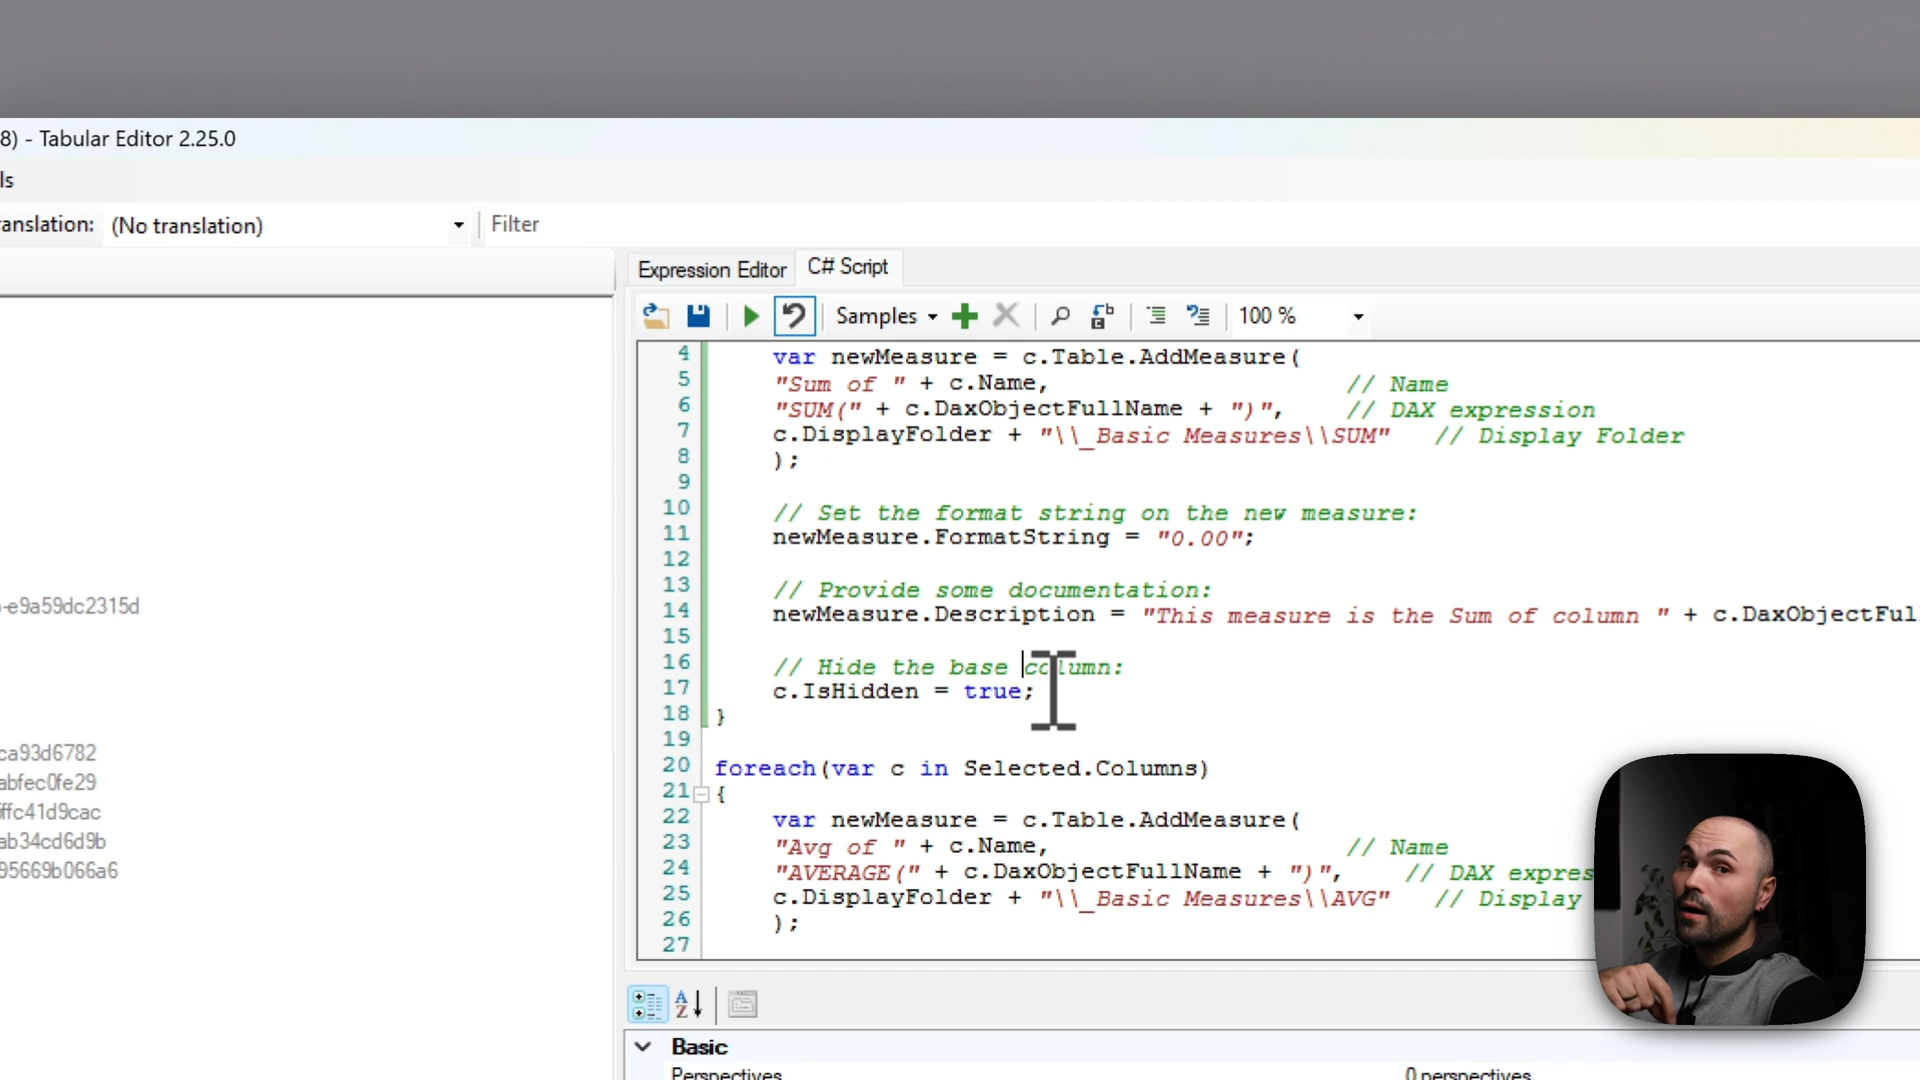 8) - Tabular Editor 2.25.0
ls
anslation: (No translation) Filter
Expression Editor C# Script
Samples 100 %
4 var newMeasure = c.Table.AddMeasure(
5 "Sum of " + c.Name, // Name
6 "SUM(" + c.DaxObjectFullName + ")", // DAX expression
7 c.DisplayFolder + "\\_Basic Measures\\SUM" // Display Folder
8 );
9
10 // Set the format string on the new measure:
11 newMeasure.FormatString = "0.00";
12
13 // Provide some documentation:
14 newMeasure.Description = "This measure is the Sum of column " + c.DaxObjectFull
15
16 // Hide the base column:
17 c.IsHidden = true;
18 }
19
20 foreach(var c in Selected.Columns)
21 {
22 var newMeasure = c.Table.AddMeasure(
23 "Avg of " + c.Name, // Name
24 "AVERAGE(" + c.DaxObjectFullName + ")", // DAX expres
25 c.DisplayFolder + "\\_Basic Measures\\AVG" // Display
26 );
27
-e9a59dc2315d
ca93d6782
abfec0fe29
ffc41d9cac
ab34cd6d9b
95669b066a6
Basic
Perspectives 0 perspectives